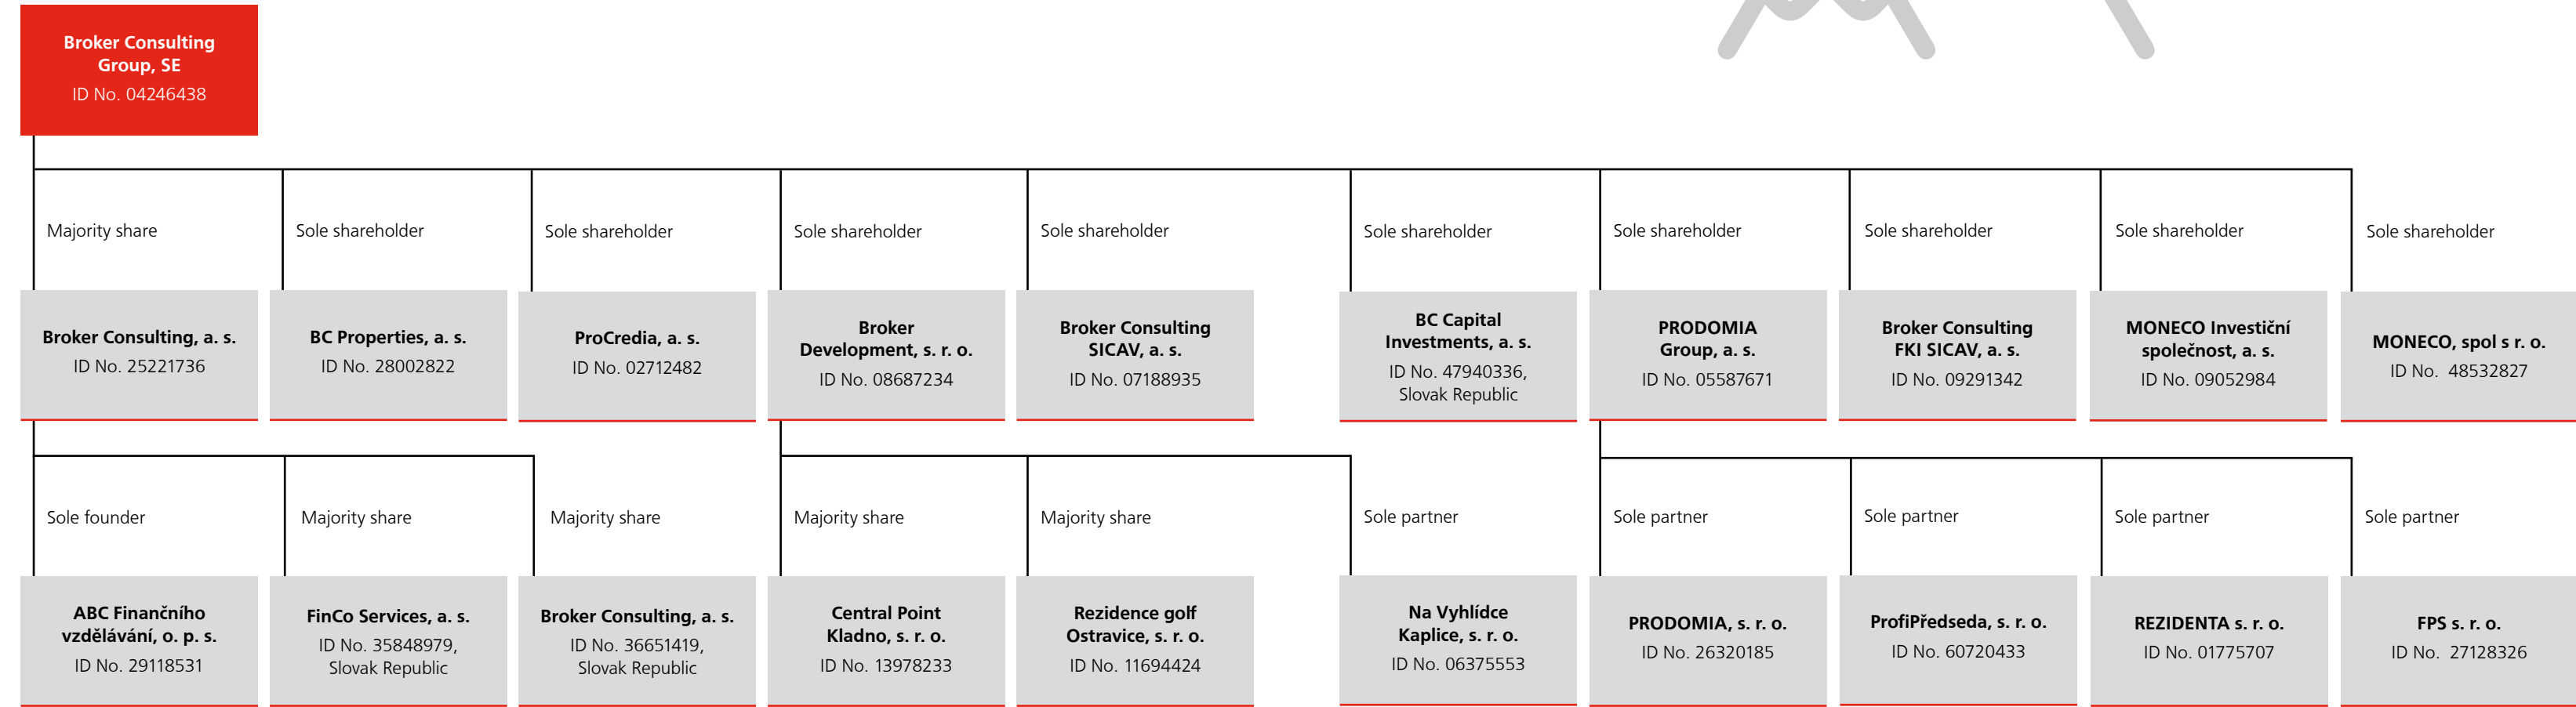 Broker Consulting
Group, SE
ID No. 04246438
Majority share
Sole shareholder
Sole shareholder
Sole shareholder
Sole shareholder
Sole shareholder
Sole shareholder
Sole shareholder
Sole shareholder
Sole shareholder
Broker Consulting, a. s.
ID No. 25221736
BC Properties, a. s.
ID No. 28002822
ProCredia, a. s.
ID No. 02712482
Broker
Development, s. r. o.
ID No. 08687234
Broker Consulting
SICAV, a. s.
ID No. 07188935
BC Capital
Investments, a. s.
ID No. 47940336,
Slovak Republic
PRODOMIA
Group, a. s.
ID No. 05587671
Broker Consulting
FKI SICAV, a. s.
ID No. 09291342
MONECO Investiční
společnost, a. s.
ID No. 09052984
MONECO, spol s r. o.
ID No. 48532827
Sole founder
Majority share
Majority share
Majority share
Majority share
Sole partner
Sole partner
Sole partner
Sole partner
Sole partner
ABC Finančního
vzdělávání, o. p. s.
ID No. 29118531
FinCo Services, a. s.
ID No. 35848979,
Slovak Republic
Broker Consulting, a. s.
ID No. 36651419,
Slovak Republic
Central Point
Kladno, s. r. o.
ID No. 13978233
Rezidence golf
Ostravice, s. r. o.
ID No. 11694424
Na Vyhlídce
Kaplice, s. r. o.
ID No. 06375553
PRODOMIA, s. r. o.
ID No. 26320185
ProfiPředseda, s. r. o.
ID No. 60720433
REZIDENTA s. r. o.
ID No. 01775707
FPS s. r. o.
ID No. 27128326